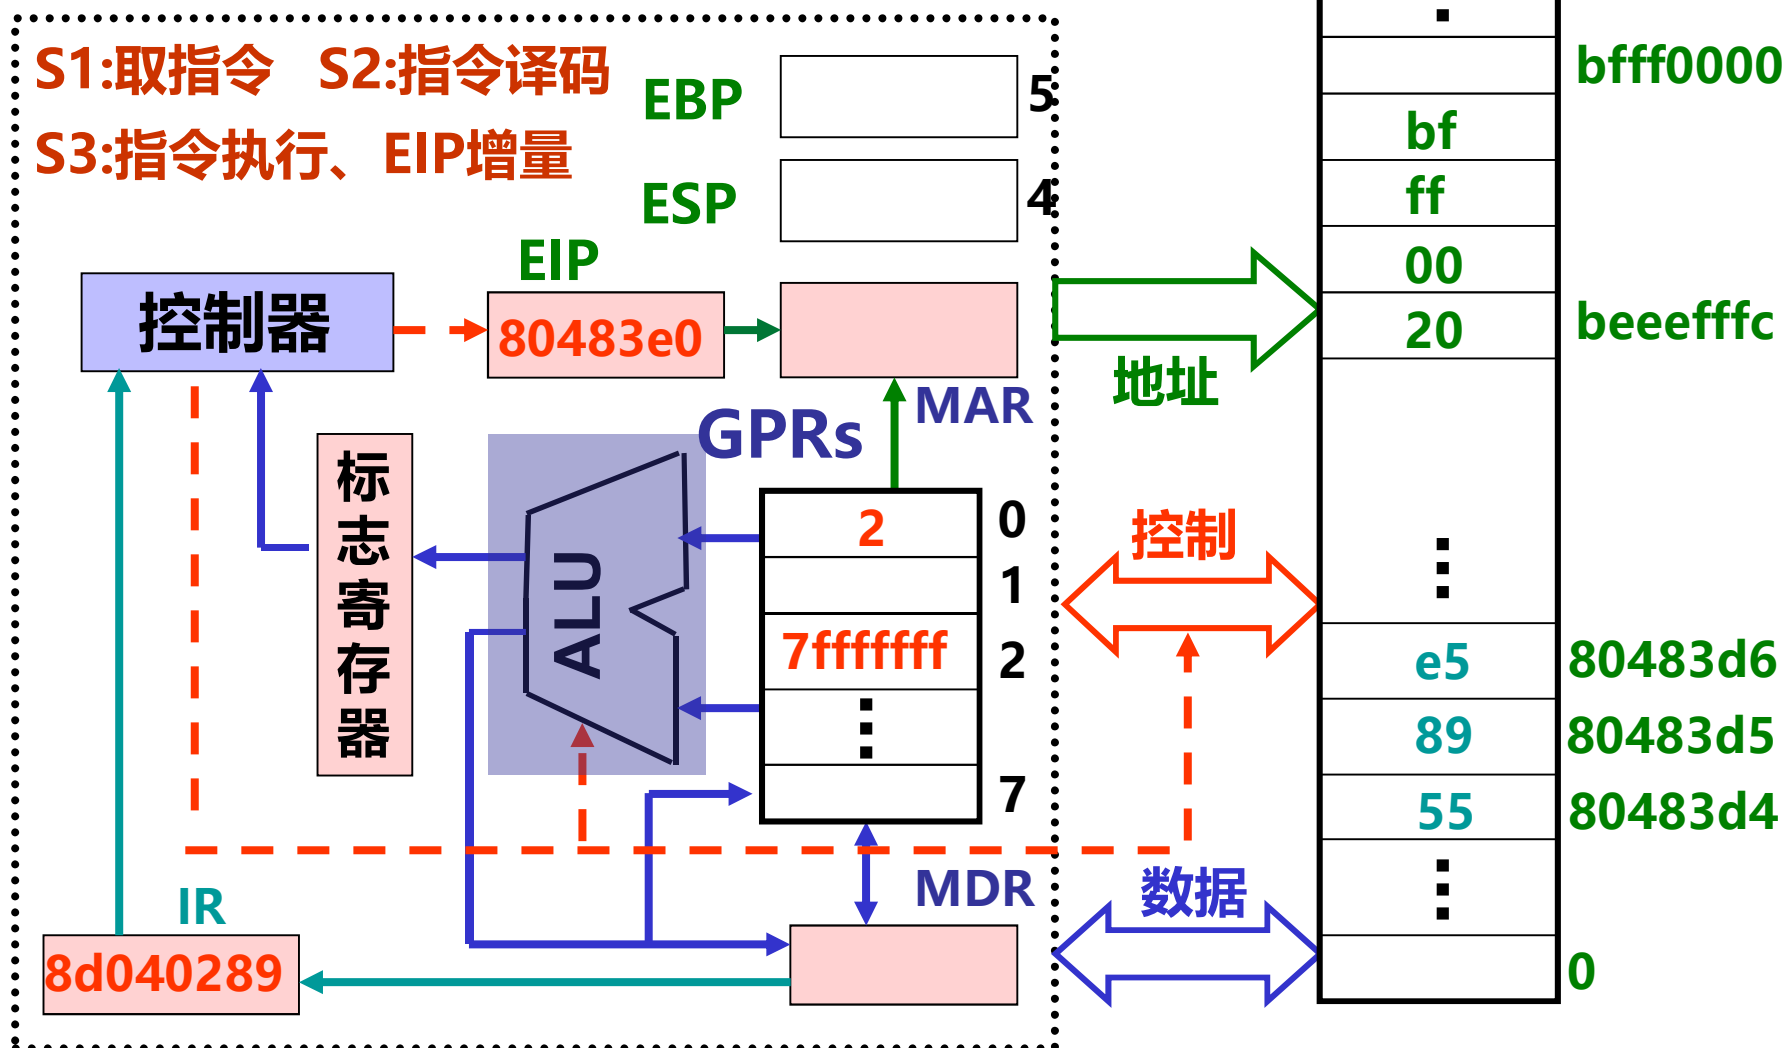 S1:取指令 S2:指令译码
S3:指令执行、EIP增量
EBP
5
ESP
4
EIP
控制器
80483e0
MAR
GPRs
标志寄存器
ALU
2
0
1
7fffffff
2
7
MDR
IR
8d040289
地址
控制
数据
bfff0000
bf
ff
00
20
beeefffc
e5
80483d6
89
80483d5
55
80483d4
0